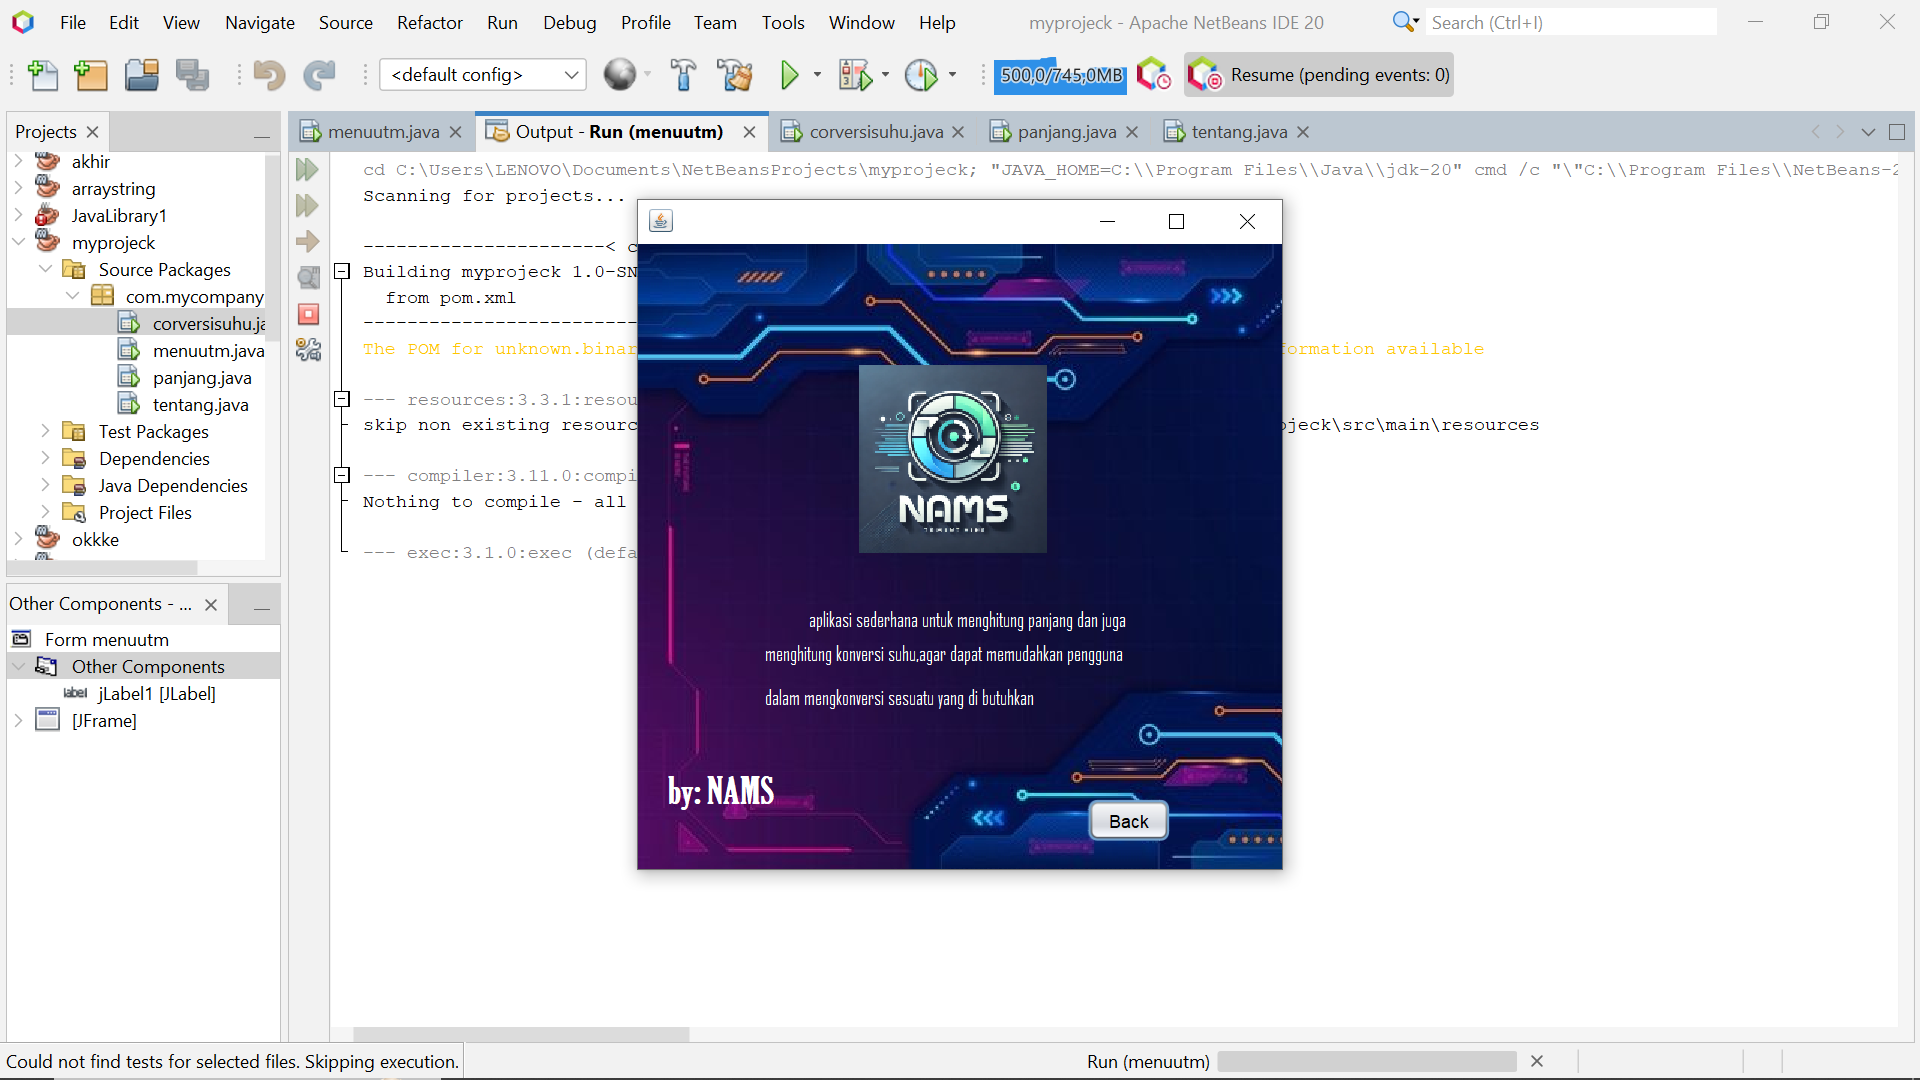 File Edit View Navigate Source Refactor Run Debug Profile Team Tools Window Help
myprojeck - Apache NetBeans IDE 20
Search (Ctrl+I)
<default config>
500,0/745,0MB
Resume (pending events: 0)
Projects
akhir
arraystring
JavaLibrary1
myprojeck
Source Packages
com.mycompany
corversisuhu.ja
menuutm.java
panjang.java
tentang.java
Test Packages
Dependencies
Java Dependencies
Project Files
okkke
Other Components - ...
Form menuutm
Other Components
label jLabel1 [JLabel]
[JFrame]
menuutm.java
Output - Run (menuutm)
corversisuhu.java
panjang.java
tentang.java
cd C:\Users\LENOVO\Documents\NetBeansProjects\myprojeck; "JAVA_HOME=C:\\Program Files\\Java\\jdk-20" cmd /c "\"C:\\Program Files\\NetBeans-2
Scanning for projects...
----------------------< c
Building myprojeck 1.0-SN
from pom.xml
-------------------------
The POM for unknown.binar
formation available
--- resources:3.3.1:resou
skip non existing resourc
ojeck\src\main\resources
--- compiler:3.11.0:compi
Nothing to compile - all
--- exec:3.1.0:exec (defa
NAMS
aplikasi sederhana untuk menghitung panjang dan juga
menghitung konversi suhu,agar dapat memudahkan pengguna
dalam mengkonversi sesuatu yang di butuhkan
by: NAMS
Back
Could not find tests for selected files. Skipping execution.
Run (menuutm)